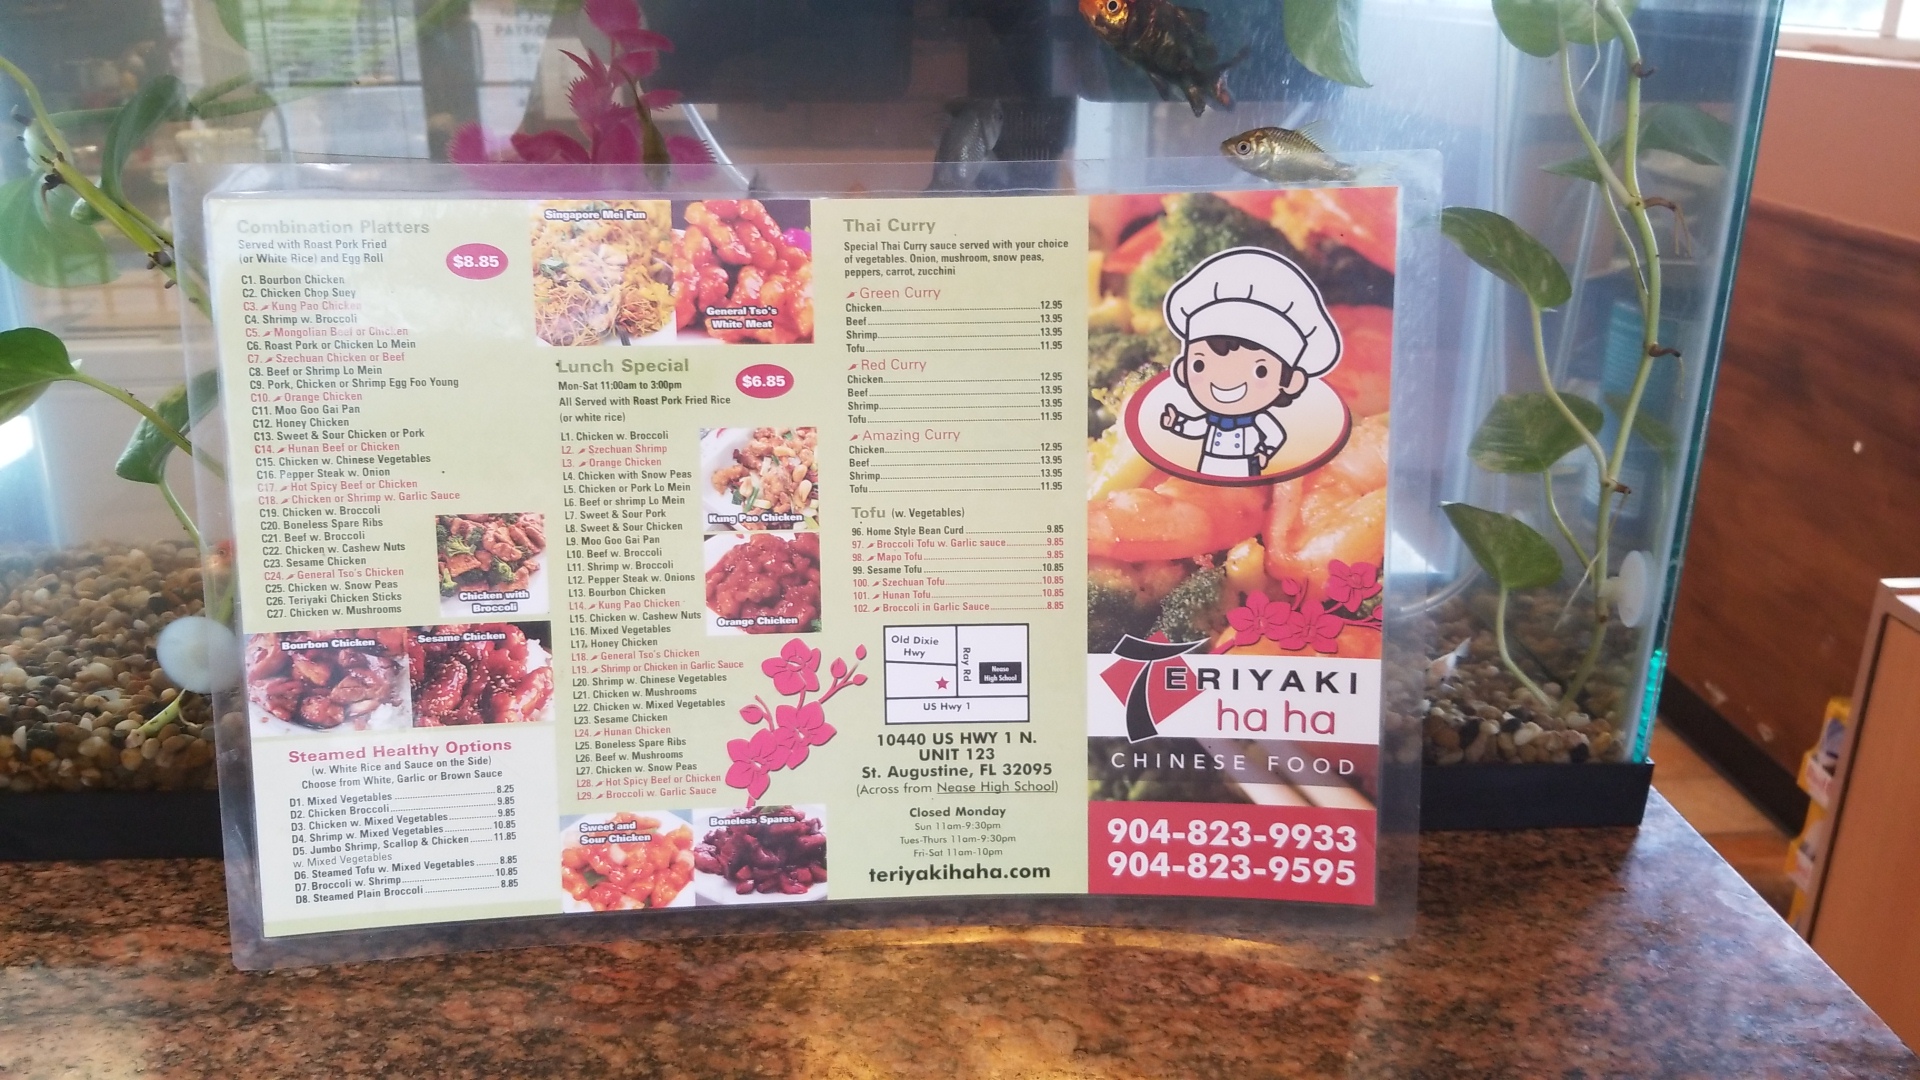 Combination Platters
Served with Roast Pork Fried
(or White Rice) and Egg Roll
$8.85
C1. Bourbon Chicken
C2. Chicken Chop Suey
C3. Kung Pao Chicken
C4. Shrimp w. Broccoli
C5. Mongolian Beef or Chicken
C6. Roast Pork or Chicken Lo Mein
C7. Szechuan Chicken or Beef
C8. Beef or Shrimp Lo Mein
C9. Pork, Chicken or Shrimp Egg Foo Young
C10. Orange Chicken
C11. Moo Goo Gai Pan
C12. Honey Chicken
C13. Sweet & Sour Chicken or Pork
C14. Hunan Beef or Chicken
C15. Chicken w. Chinese Vegetables
C16. Pepper Steak w. Onion
C17. Hot Spicy Beef or Chicken
C18. Chicken or Shrimp w. Garlic Sauce
C19. Chicken w. Broccoli
C20. Boneless Spare Ribs
C21. Beef w. Broccoli
C22. Chicken w. Cashew Nuts
C23. Sesame Chicken
C24. General Tso's Chicken
C25. Chicken w. Snow Peas
C26. Teriyaki Chicken Sticks
C27. Chicken w. Mushrooms
Chicken with
Broccoli
Bourbon Chicken
Sesame Chicken
Steamed Healthy Options
(w. White Rice and Sauce on the Side)
Choose from White, Garlic or Brown Sauce
D1. Mixed Vegetables 8.25
D2. Chicken Broccoli 9.85
D3. Chicken w. Mixed Vegetables 9.85
D4. Shrimp w. Mixed Vegetables 10.85
D5. Jumbo Shrimp, Scallop & Chicken 11.85
w. Mixed Vegetables
D6. Steamed Tofu w. Mixed Vegetables 8.85
D7. Broccoli w. Shrimp 10.85
D8. Steamed Plain Broccoli 8.85
Singapore Mei Fun
General Tso's
White Meat
Lunch Special
Mon-Sat 11:00am to 3:00pm
$6.85
All Served with Roast Pork Fried Rice
(or white rice)
L1. Chicken w. Broccoli
L2. Szechuan Shrimp
L3. Orange Chicken
L4. Chicken with Snow Peas
L5. Chicken or Pork Lo Mein
L6. Beef or shrimp Lo Mein
L7. Sweet & Sour Pork
L8. Sweet & Sour Chicken
L9. Moo Goo Gai Pan
L10. Beef w. Broccoli
L11. Shrimp w. Broccoli
L12. Pepper Steak w. Onions
L13. Bourbon Chicken
L14. Kung Pao Chicken
L15. Chicken w. Cashew Nuts
L16. Mixed Vegetables
L17. Honey Chicken
L18. General Tso's Chicken
L19. Shrimp or Chicken in Garlic Sauce
L20. Shrimp w. Chinese Vegetables
L21. Chicken w. Mushrooms
L22. Chicken w. Mixed Vegetables
L23. Sesame Chicken
L24. Hunan Chicken
L25. Boneless Spare Ribs
L26. Beef w. Mushrooms
L27. Chicken w. Snow Peas
L28. Hot Spicy Beef or Chicken
L29. Broccoli w. Garlic Sauce
Kung Pao Chicken
Orange Chicken
Sweet and
Sour Chicken
Boneless Spares
Thai Curry
Special Thai Curry sauce served with your choice
of vegetables. Onion, mushroom, snow peas,
peppers, carrot, zucchini
Green Curry
Chicken 12.95
Beef 13.95
Shrimp 13.95
Tofu 11.95
Red Curry
Chicken 12.95
Beef 13.95
Shrimp 13.95
Tofu 11.95
Amazing Curry
Chicken 12.95
Beef 13.95
Shrimp 13.95
Tofu 11.95
Tofu (w. Vegetables)
96. Home Style Bean Curd 9.85
97. Broccoli Tofu w. Garlic sauce 9.85
98. Mapo Tofu 9.85
99. Sesame Tofu 10.85
100. Szechuan Tofu 10.85
101. Hunan Tofu 10.85
102. Broccoli in Garlic Sauce 8.85
Old Dixie
Hwy
Ray Rd
Nease
High School
US Hwy 1
10440 US HWY 1 N.
UNIT 123
St. Augustine, FL 32095
(Across from Nease High School)
Closed Monday
Sun 11am-9:30pm
Tues-Thurs 11am-9:30pm
Fri-Sat 11am-10pm
teriyakihaha.com
TERIYAKI
ha ha
CHINESE FOOD
904-823-9933
904-823-9595